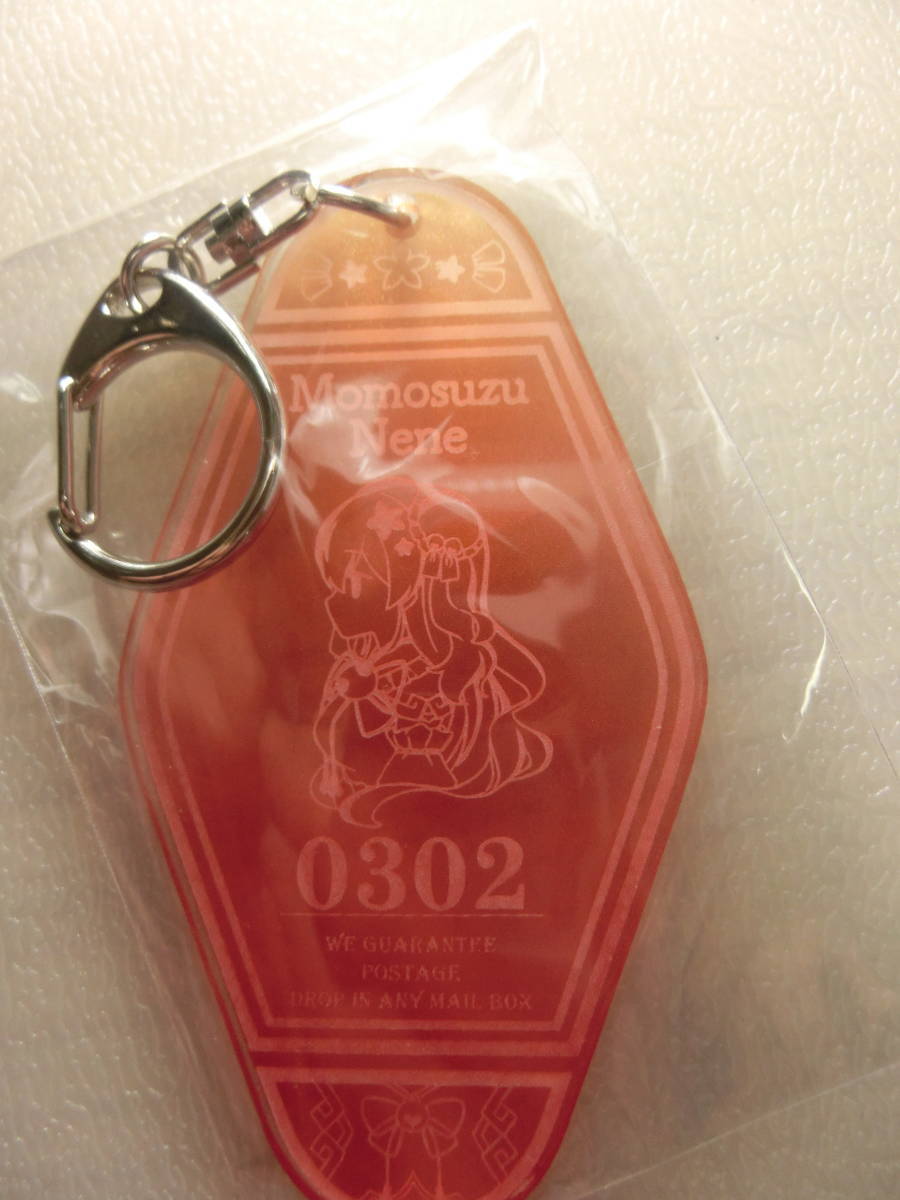 Momosuzu
Nene
0302
WE GUARANTEE
POSTAGE
DROP IN ANY MAIL BOX